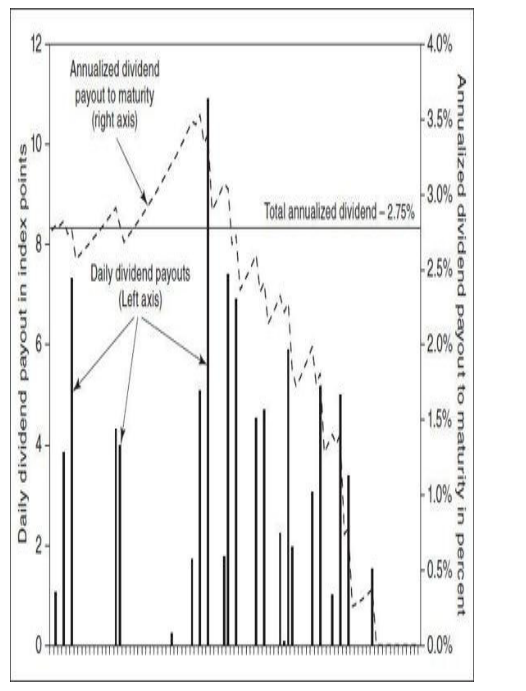 Daily dividend payout in index points
12
10
8
6
4
2
0
Annualized dividend
payout to maturity
(right axis)
Total annualized dividend – 2.75%
Daily dividend payouts
(Left axis)
4.0%
3.5%
3.0%
2.5%
2.0%
1.5%
1.0%
0.5%
0.0%
Annualized dividend payout to maturity in percent